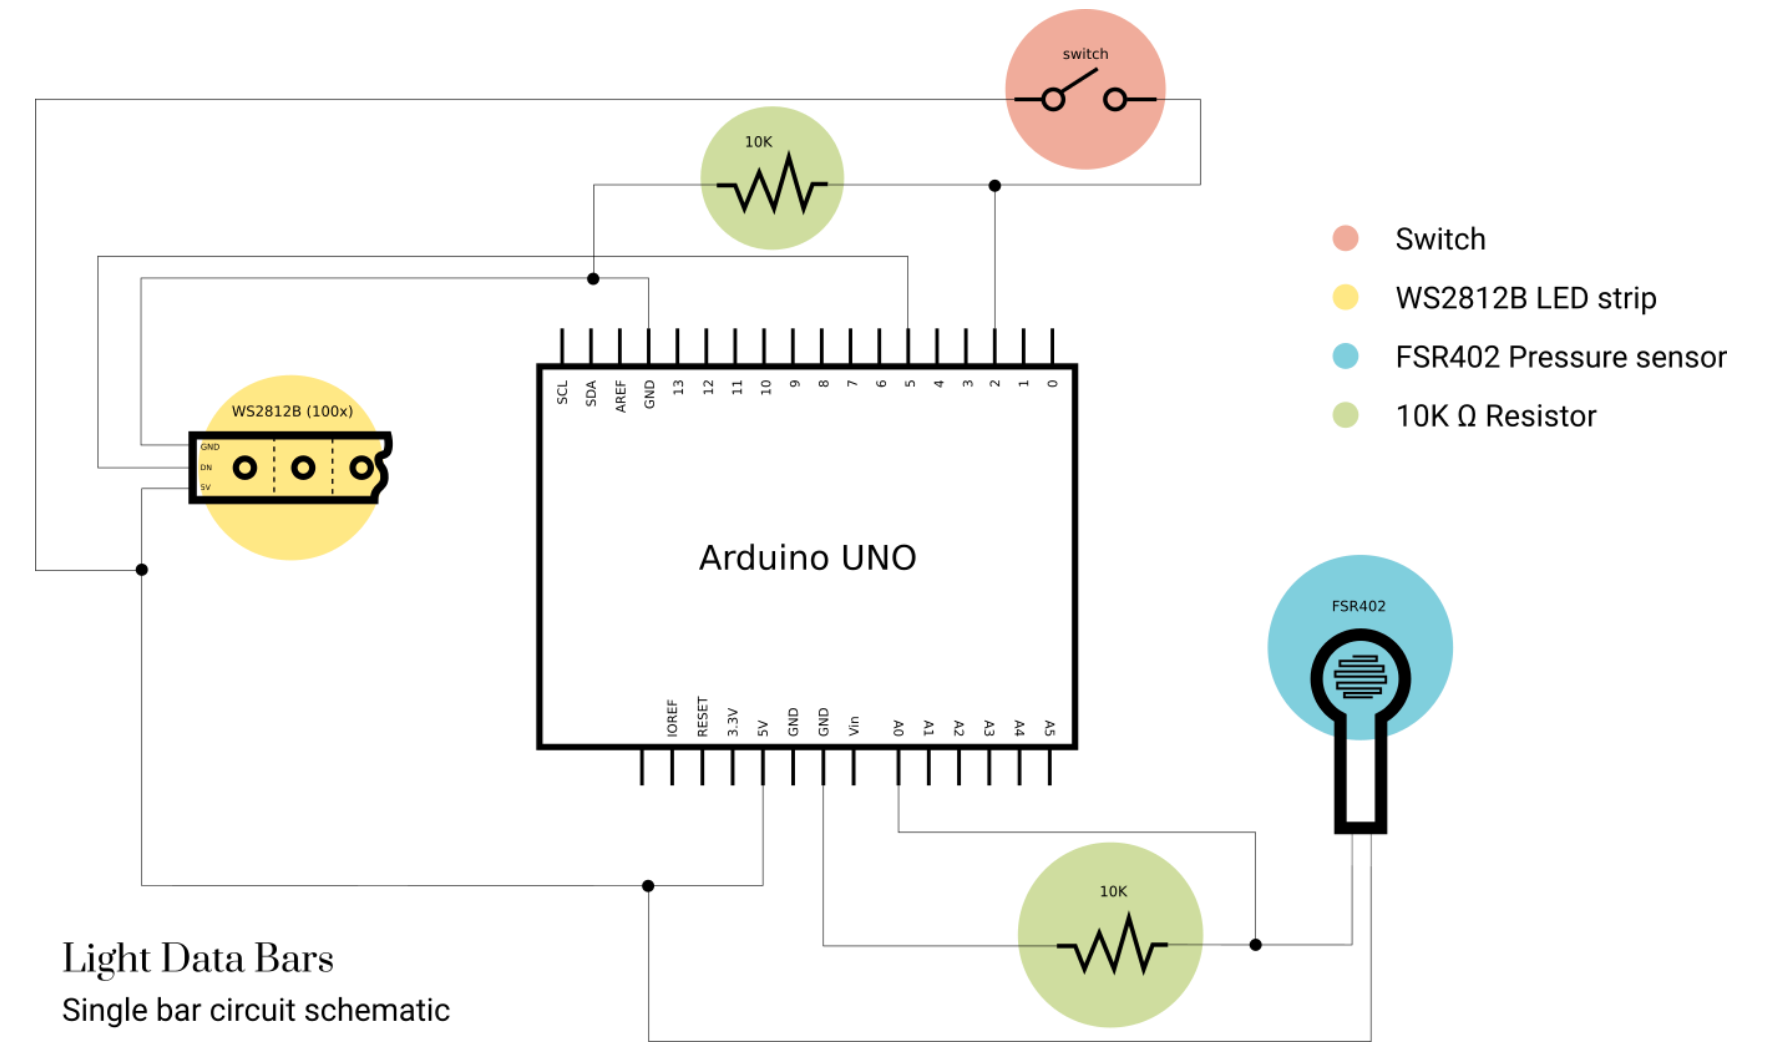 switch
10K
Switch
WS2812B LED strip
FSR402 Pressure sensor
10K Ω Resistor
SCL SDA AREF GND 13 12 11 10 9 8 7 6 5 4 3 2 1 0
WS2812B (100x)
GND
DN
5V
Arduino UNO
FSR402
IOREF RESET 3.3V 5V GND GND Vin A0 A1 A2 A3 A4 A5
10K
Light Data Bars
Single bar circuit schematic